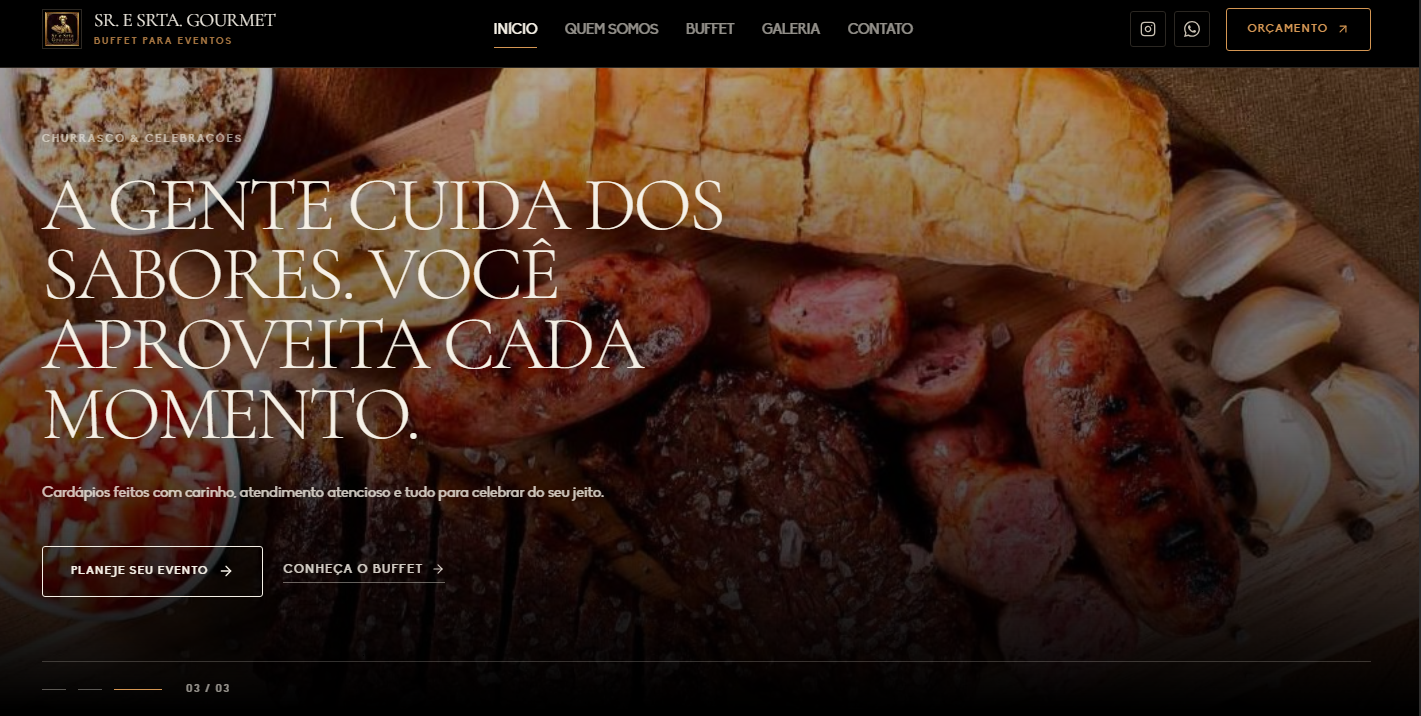 SR. E SRTA. GOURMET
BUFFET PARA EVENTOS
INÍCIO
QUEM SOMOS
BUFFET
GALERIA
CONTATO
ORÇAMENTO
CHURRASCO & CELEBRAÇÕES
A GENTE CUIDA DOS
SABORES. VOCÊ
APROVEITA CADA
MOMENTO.
Cardápios feitos com carinho, atendimento atencioso e tudo para celebrar do seu jeito.
PLANEJE SEU EVENTO
CONHEÇA O BUFFET
03 / 03